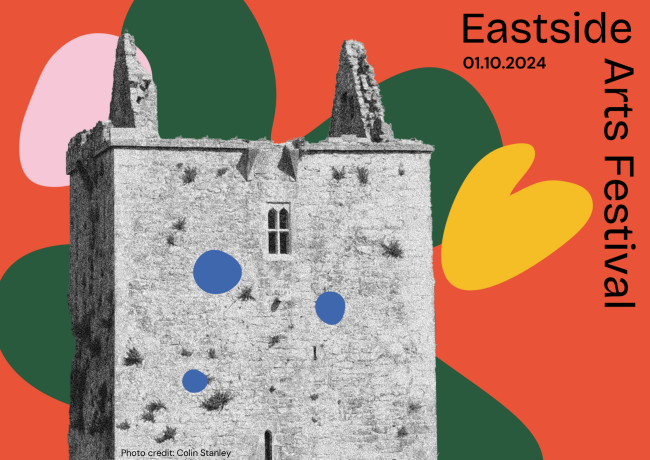 Eastside
01.10.2024
Arts Festival
Photo credit: Colin Stanley